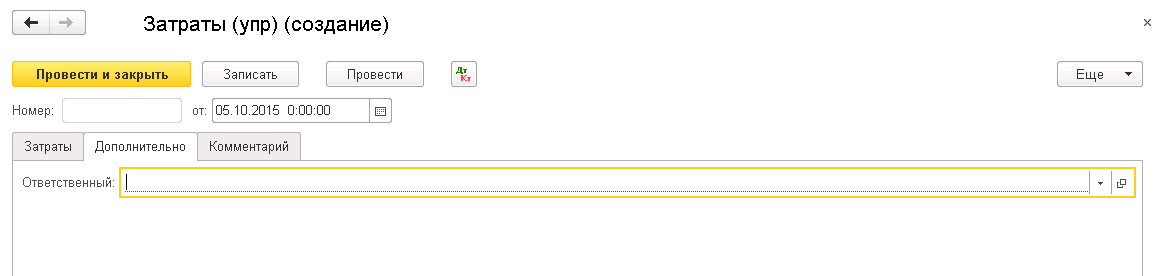 Затраты (упр) (создание)
Провести и закрыть Записать Провести Дт Кт Еще
Номер: от: 05.10.2015 0:00:00
Затраты Дополнительно Комментарий
Ответственный: